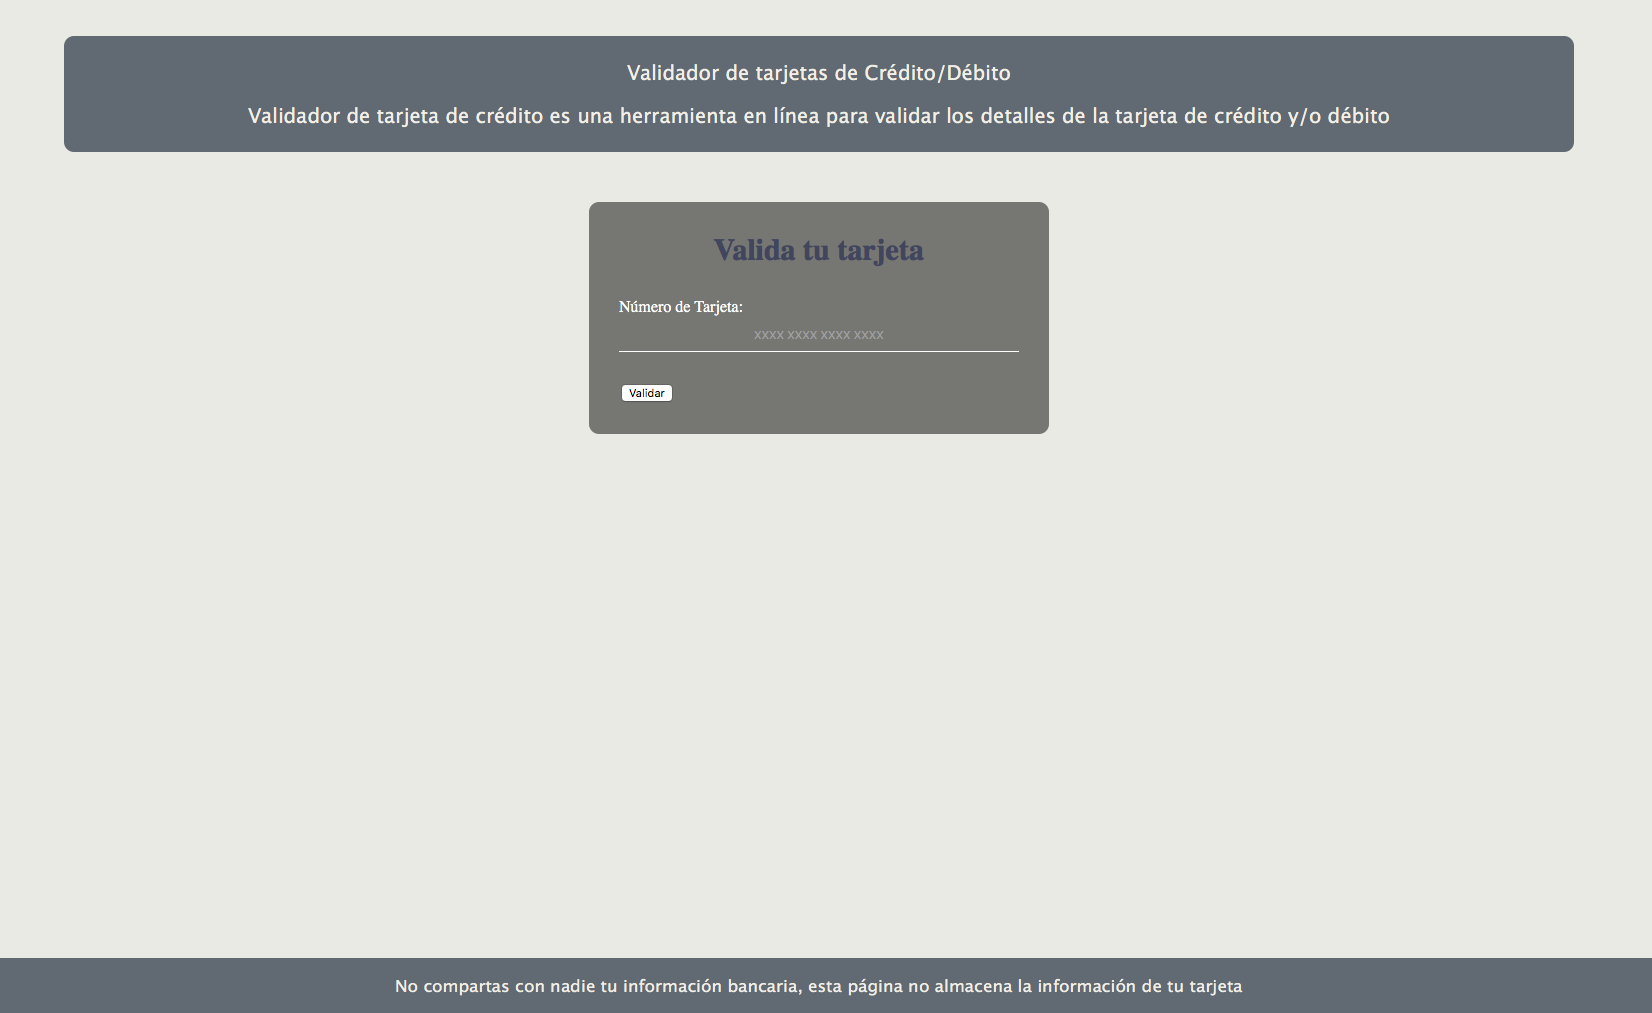 Validador de tarjetas de Crédito/Débito
Validador de tarjeta de crédito es una herramienta en línea para validar los detalles de la tarjeta de crédito y/o débito
Valida tu tarjeta
Número de Tarjeta:
xxxx xxxx xxxx xxxx
Validar
No compartas con nadie tu información bancaria, esta página no almacena la información de tu tarjeta